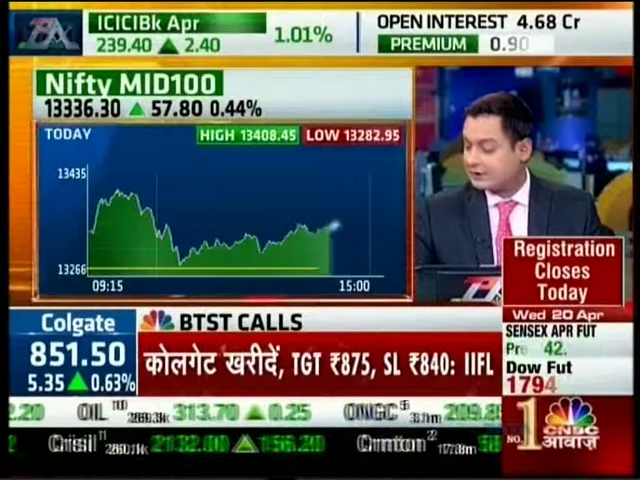 ICICIBk Apr
239.40 ▲ 2.40
1.01%
OPEN INTEREST 4.68 Cr
PREMIUM 0.90
Nifty MID100
13336.30 ▲ 57.80 0.44%
TODAY
HIGH 13408.45
LOW 13282.95
13435
13266
09:15
15:00
Registration
Closes
Today
Wed 20 Apr
SENSEX APR FUT
42.
Dow Fut
1794
Colgate
851.50
5.35 ▲ 0.63%
BTST CALLS
कोलगेट खरीदें, TGT ₹875, SL ₹840: IIFL
OIL 313.70 ▲ 0.25 ONGC
Crisil 2132.00 ▲ 156.20
NO. 1
CNBC
आवाज़